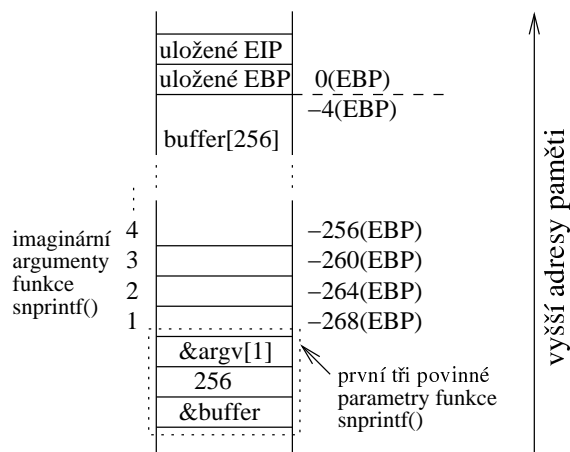 uložené EIP
uložené EBP 0(EBP)
−4(EBP)
buffer[256]
4 −256(EBP)
imaginární
argumenty
funkce
snprintf()
3 −260(EBP)
2 −264(EBP)
1 −268(EBP)
&argv[1]
256
&buffer
první tři povinné
parametry funkce
snprintf()
vyšší adresy paměti